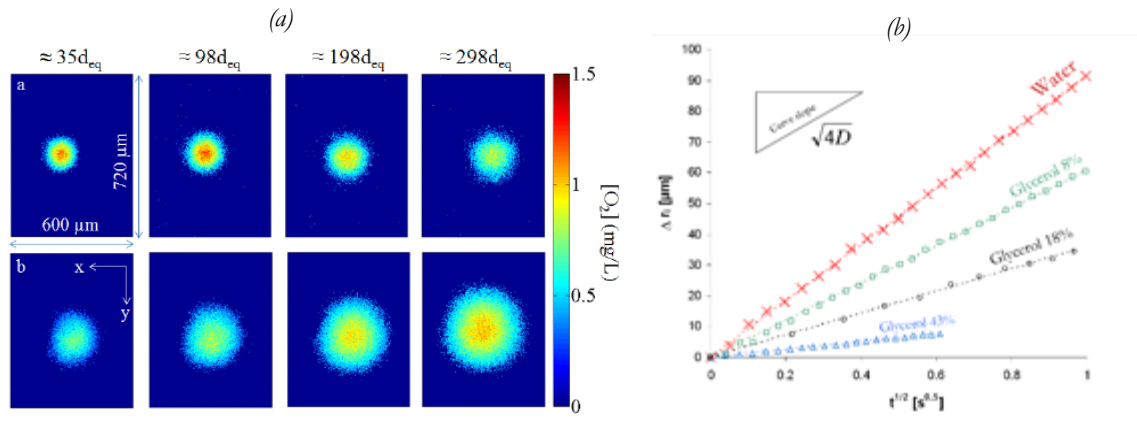 (a)
≈ 35d_eq ≈ 98d_eq ≈ 198d_eq ≈ 298d_eq
a
720 μm
600 μm
b
x
y
1.5
1
0.5
0
[O₂] (mg/L)
(b)
100
90
80
70
60
50
40
30
20
10
0
Δ rᵢ [μm]
Curve slope
√4D
Water
Glycerol 8%
Glycerol 18%
Glycerol 43%
0 0.2 0.4 0.6 0.8 1
t^1/2 [s^0.5]